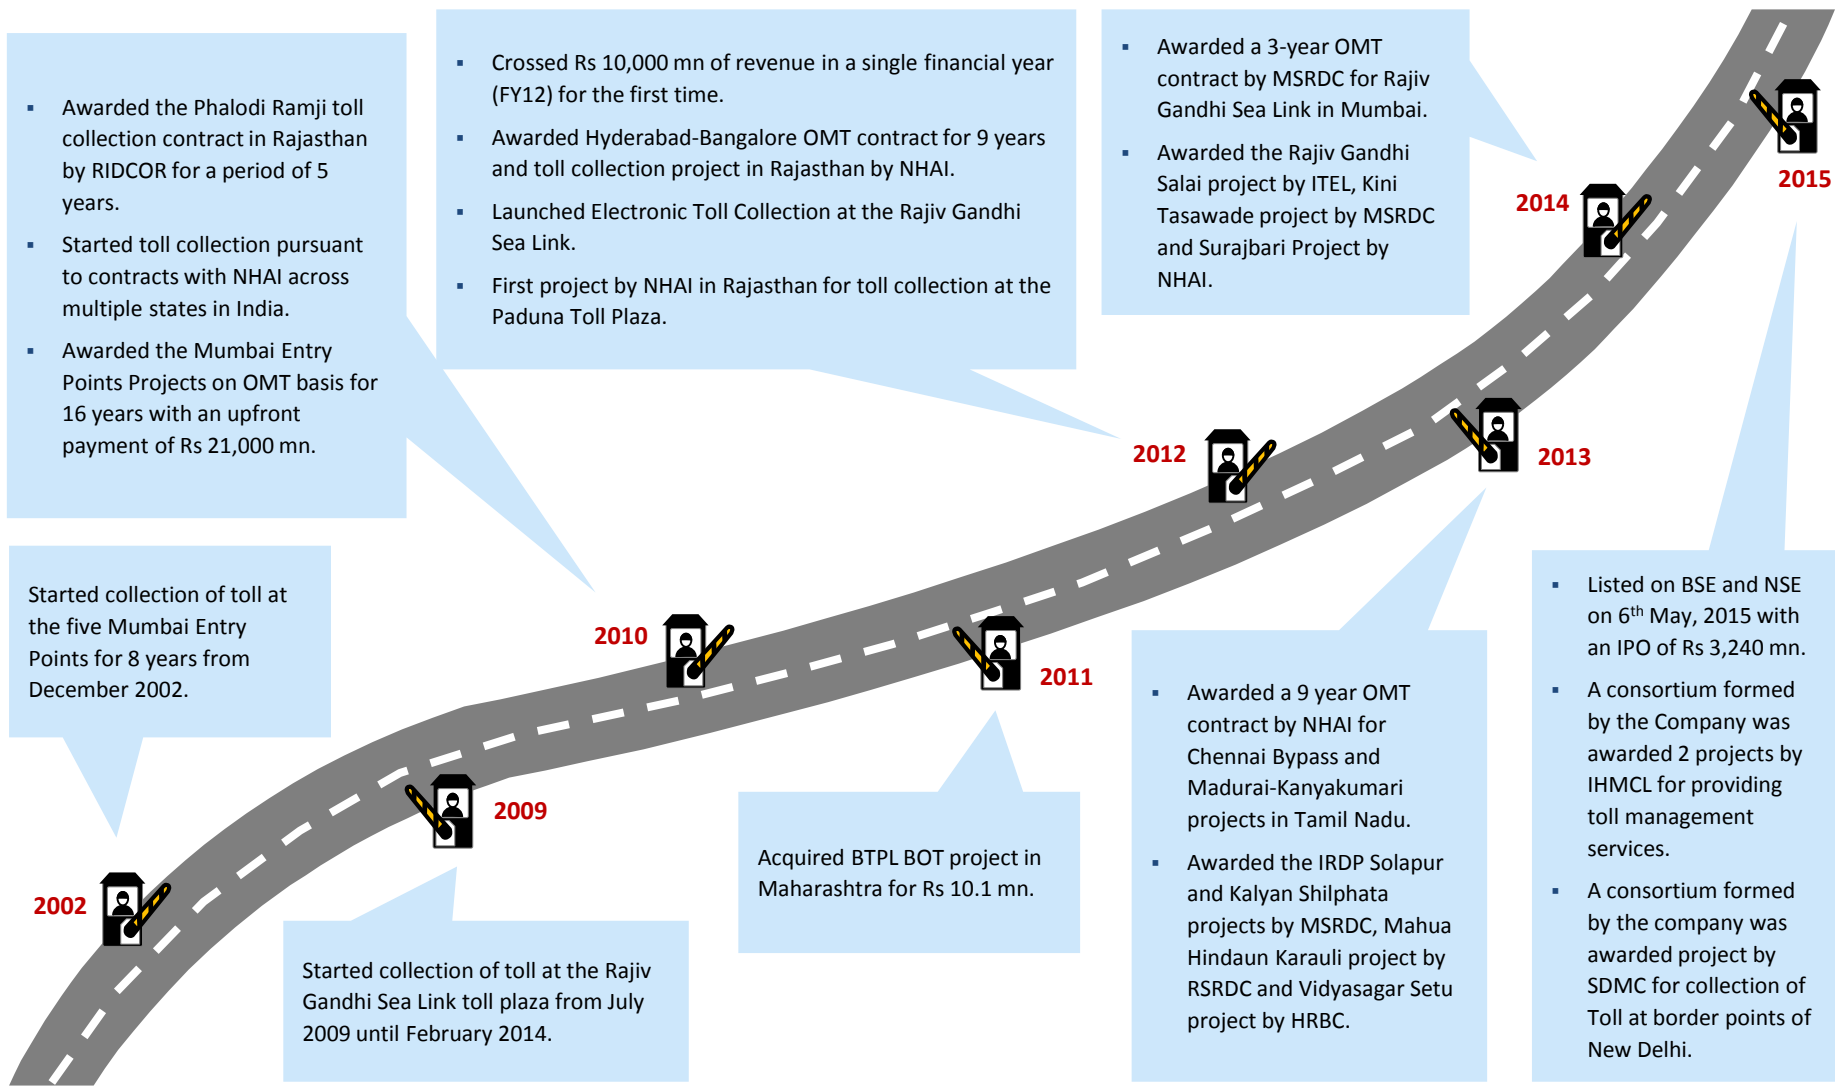 ▪ Awarded the Phalodi Ramji toll
collection contract in Rajasthan
by RIDCOR for a period of 5
years.
▪ Started toll collection pursuant
to contracts with NHAI across
multiple states in India.
▪ Awarded the Mumbai Entry
Points Projects on OMT basis for
16 years with an upfront
payment of Rs 21,000 mn.
▪ Crossed Rs 10,000 mn of revenue in a single financial year
(FY12) for the first time.
▪ Awarded Hyderabad-Bangalore OMT contract for 9 years
and toll collection project in Rajasthan by NHAI.
▪ Launched Electronic Toll Collection at the Rajiv Gandhi
Sea Link.
▪ First project by NHAI in Rajasthan for toll collection at the
Paduna Toll Plaza.
▪ Awarded a 3-year OMT
contract by MSRDC for Rajiv
Gandhi Sea Link in Mumbai.
▪ Awarded the Rajiv Gandhi
Salai project by ITEL, Kini
Tasawade project by MSRDC
and Surajbari Project by
NHAI.
2015
2014
2012
2013
2010
2011
2009
2002
Started collection of toll at
the five Mumbai Entry
Points for 8 years from
December 2002.
Started collection of toll at the Rajiv
Gandhi Sea Link toll plaza from July
2009 until February 2014.
Acquired BTPL BOT project in
Maharashtra for Rs 10.1 mn.
▪ Awarded a 9 year OMT
contract by NHAI for
Chennai Bypass and
Madurai-Kanyakumari
projects in Tamil Nadu.
▪ Awarded the IRDP Solapur
and Kalyan Shilphata
projects by MSRDC, Mahua
Hindaun Karauli project by
RSRDC and Vidyasagar Setu
project by HRBC.
▪ Listed on BSE and NSE
on 6th May, 2015 with
an IPO of Rs 3,240 mn.
▪ A consortium formed
by the Company was
awarded 2 projects by
IHMCL for providing
toll management
services.
▪ A consortium formed
by the company was
awarded project by
SDMC for collection of
Toll at border points of
New Delhi.